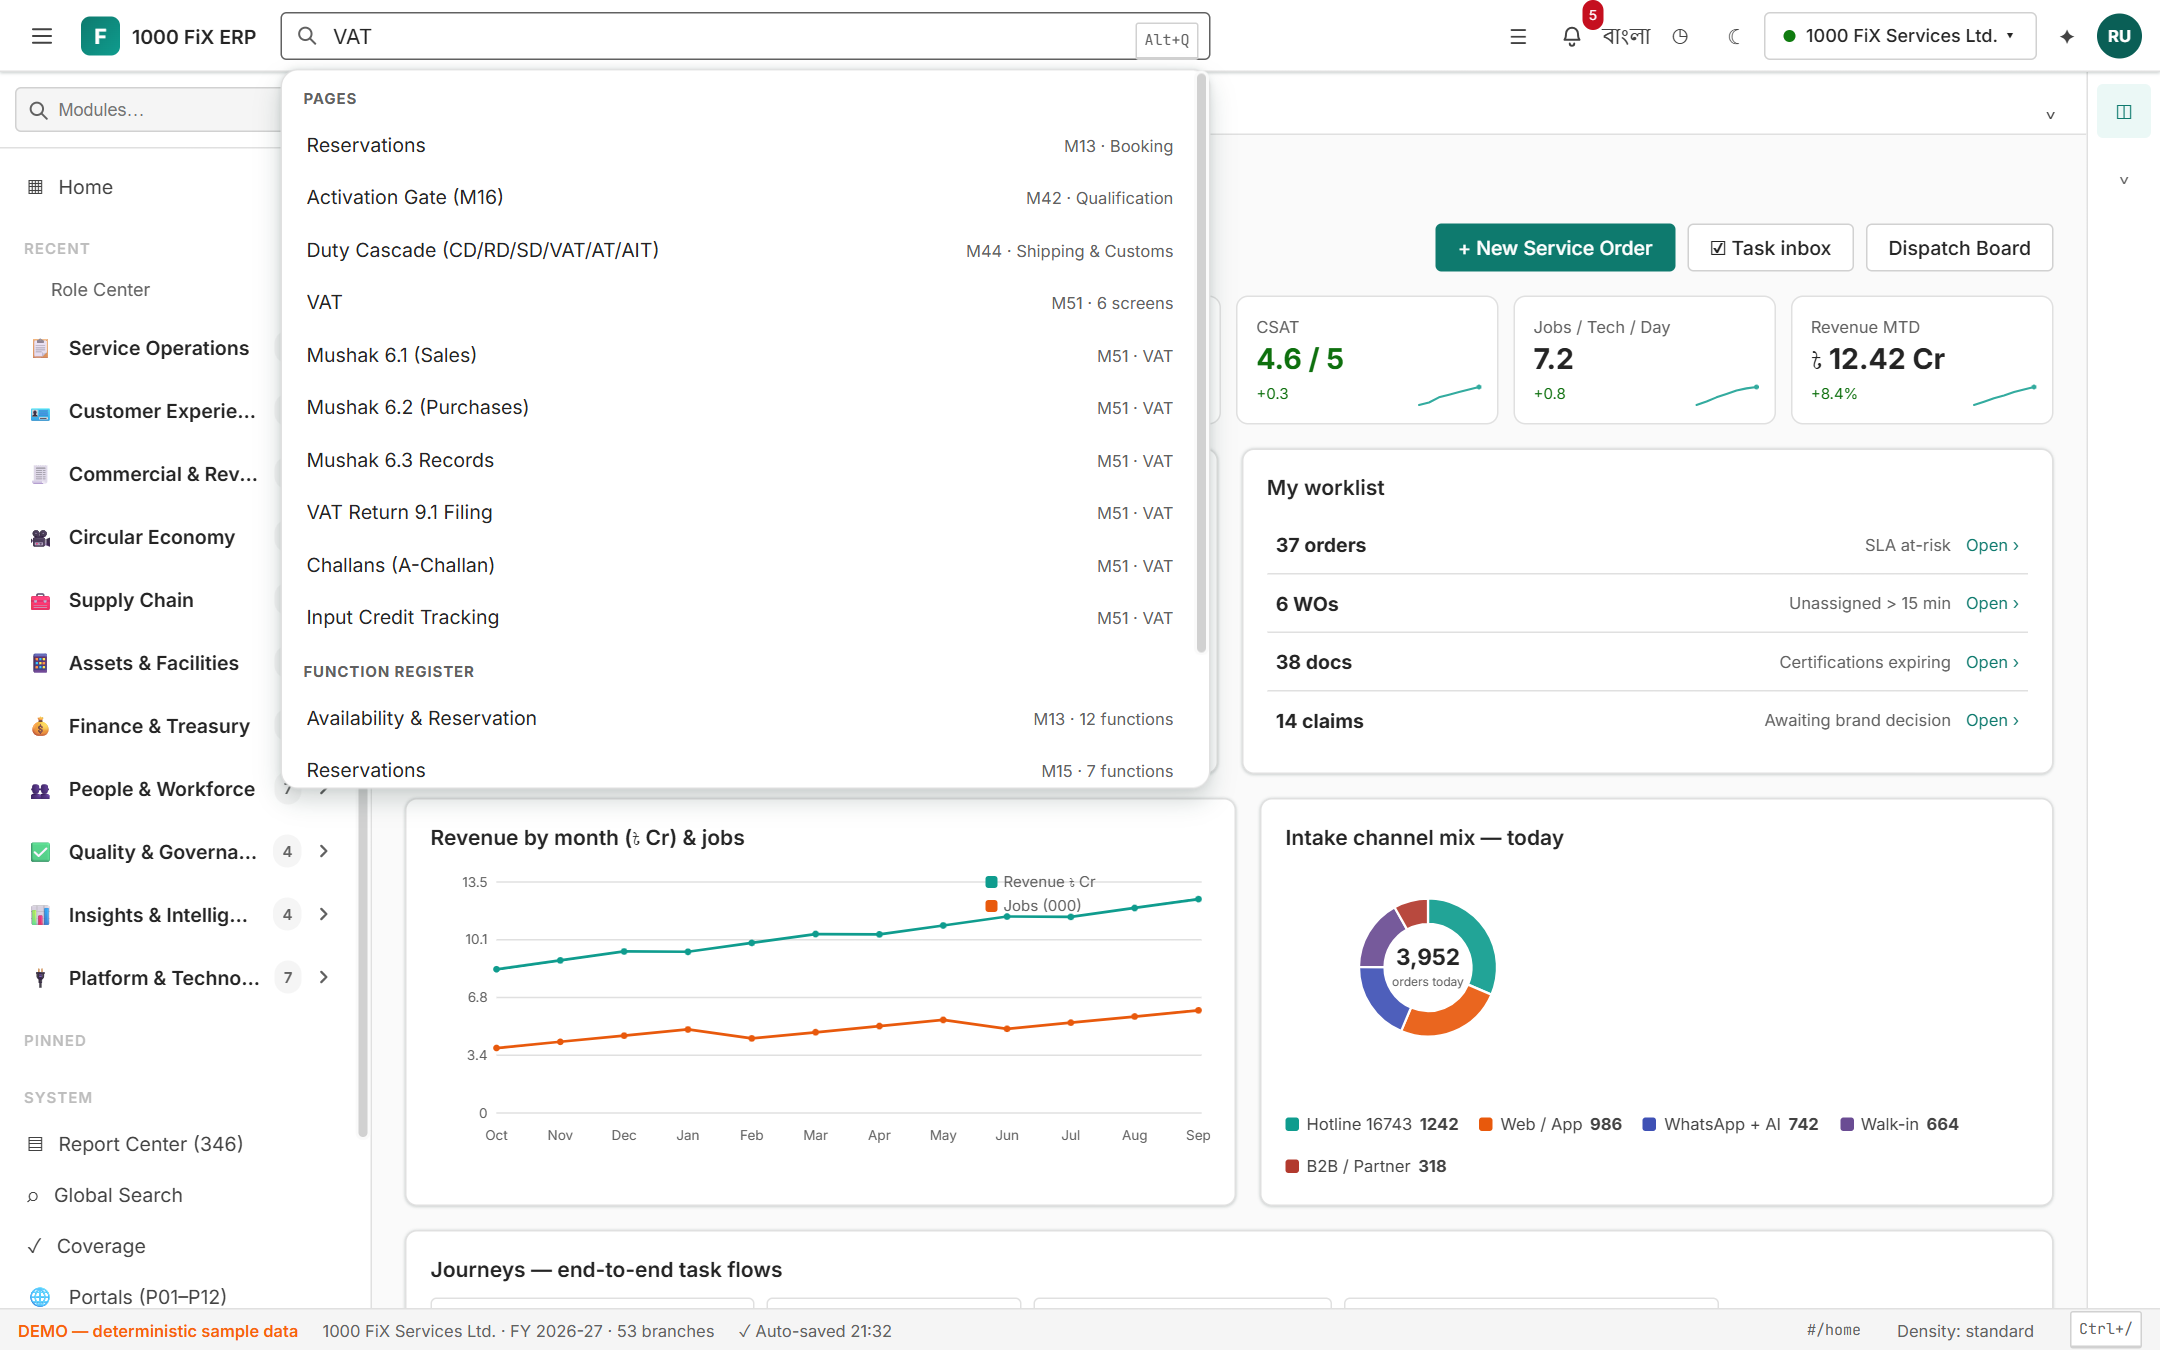 F 1000 FiX ERP
VAT
Alt+Q
5
বাংলা
1000 FiX Services Ltd.
RU
Modules...
Home
RECENT
Role Center
Service Operations
Customer Experie...
Commercial & Rev...
Circular Economy
Supply Chain
Assets & Facilities
Finance & Treasury
People & Workforce 7
Quality & Governa... 4
Insights & Intellig... 4
Platform & Techno... 7
PINNED
SYSTEM
Report Center (346)
Global Search
Coverage
Portals (P01–P12)
PAGES
Reservations M13 · Booking
Activation Gate (M16) M42 · Qualification
Duty Cascade (CD/RD/SD/VAT/AT/AIT) M44 · Shipping & Customs
VAT M51 · 6 screens
Mushak 6.1 (Sales) M51 · VAT
Mushak 6.2 (Purchases) M51 · VAT
Mushak 6.3 Records M51 · VAT
VAT Return 9.1 Filing M51 · VAT
Challans (A-Challan) M51 · VAT
Input Credit Tracking M51 · VAT
FUNCTION REGISTER
Availability & Reservation M13 · 12 functions
Reservations M15 · 7 functions
+ New Service Order
Task inbox
Dispatch Board
CSAT
4.6 / 5
+0.3
Jobs / Tech / Day
7.2
+0.8
Revenue MTD
৳ 12.42 Cr
+8.4%
My worklist
37 orders SLA at-risk Open ›
6 WOs Unassigned > 15 min Open ›
38 docs Certifications expiring Open ›
14 claims Awaiting brand decision Open ›
Revenue by month (৳ Cr) & jobs
Revenue ৳ Cr
Jobs (000)
13.5
10.1
6.8
3.4
0
Oct Nov Dec Jan Feb Mar Apr May Jun Jul Aug Sep
Intake channel mix — today
3,952
orders today
Hotline 16743 1242 Web / App 986 WhatsApp + AI 742 Walk-in 664
B2B / Partner 318
Journeys — end-to-end task flows
DEMO — deterministic sample data 1000 FiX Services Ltd. · FY 2026-27 · 53 branches ✓ Auto-saved 21:32 #/home Density: standard Ctrl+/